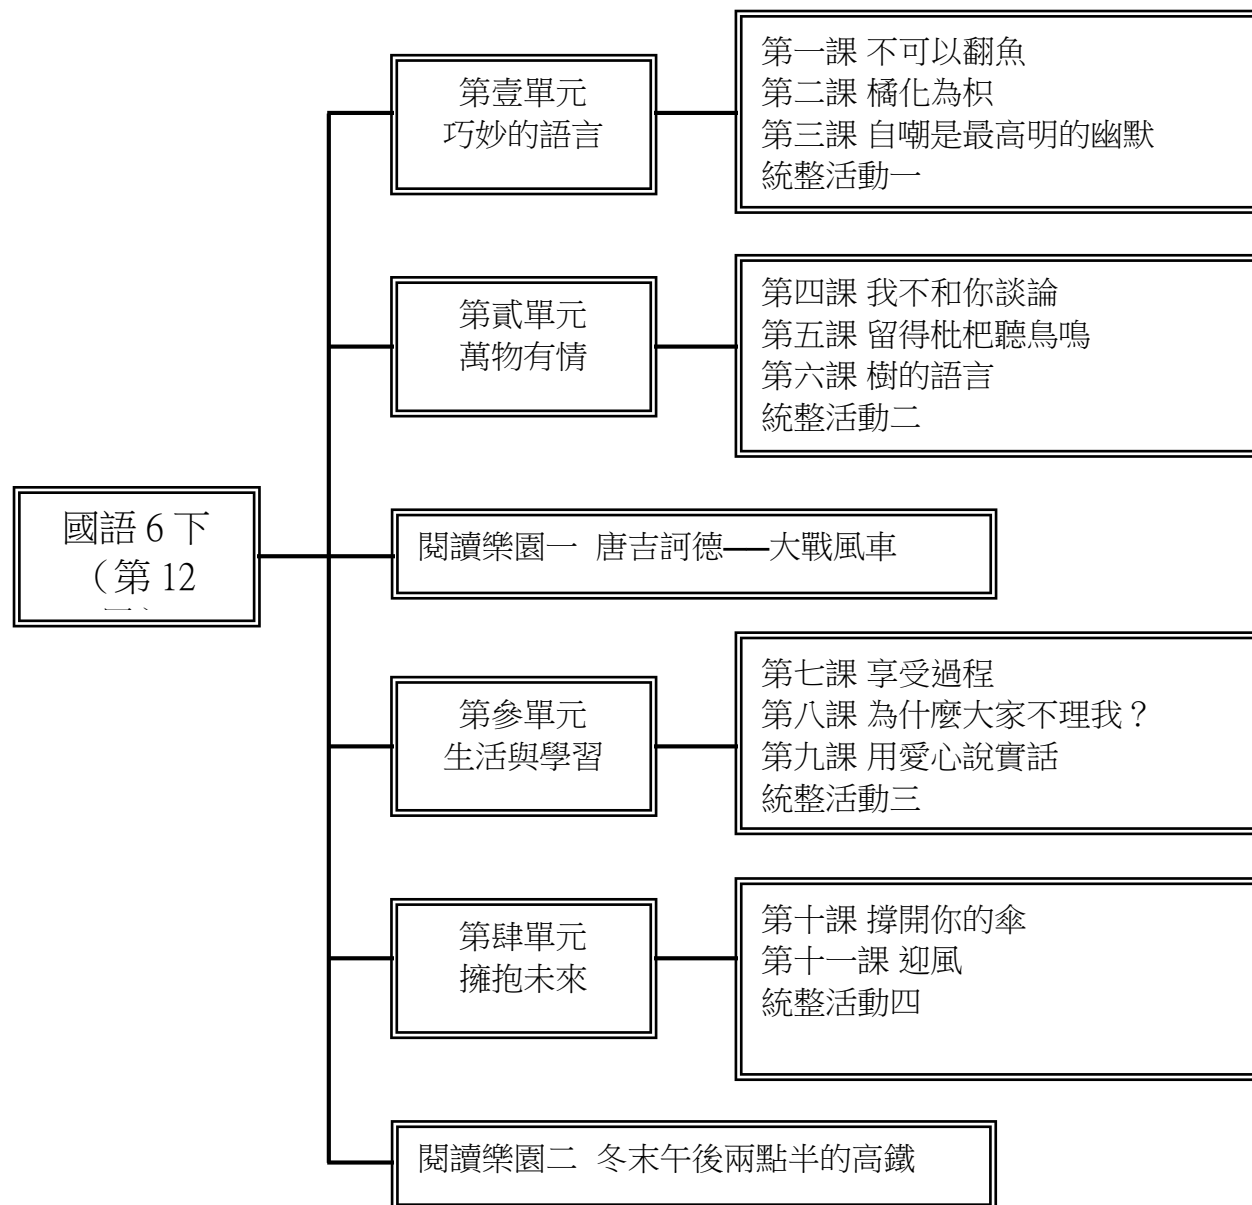 國語 6 下
（第 12
第壹單元
巧妙的語言
第一課 不可以翻魚
第二課 橘化為枳
第三課 自嘲是最高明的幽默
統整活動一
第貳單元
萬物有情
第四課 我不和你談論
第五課 留得枇杷聽鳥鳴
第六課 樹的語言
統整活動二
閱讀樂園一 唐吉訶德──大戰風車
第參單元
生活與學習
第七課 享受過程
第八課 為什麼大家不理我？
第九課 用愛心說實話
統整活動三
第肆單元
擁抱未來
第十課 撐開你的傘
第十一課 迎風
統整活動四
閱讀樂園二 冬末午後兩點半的高鐵